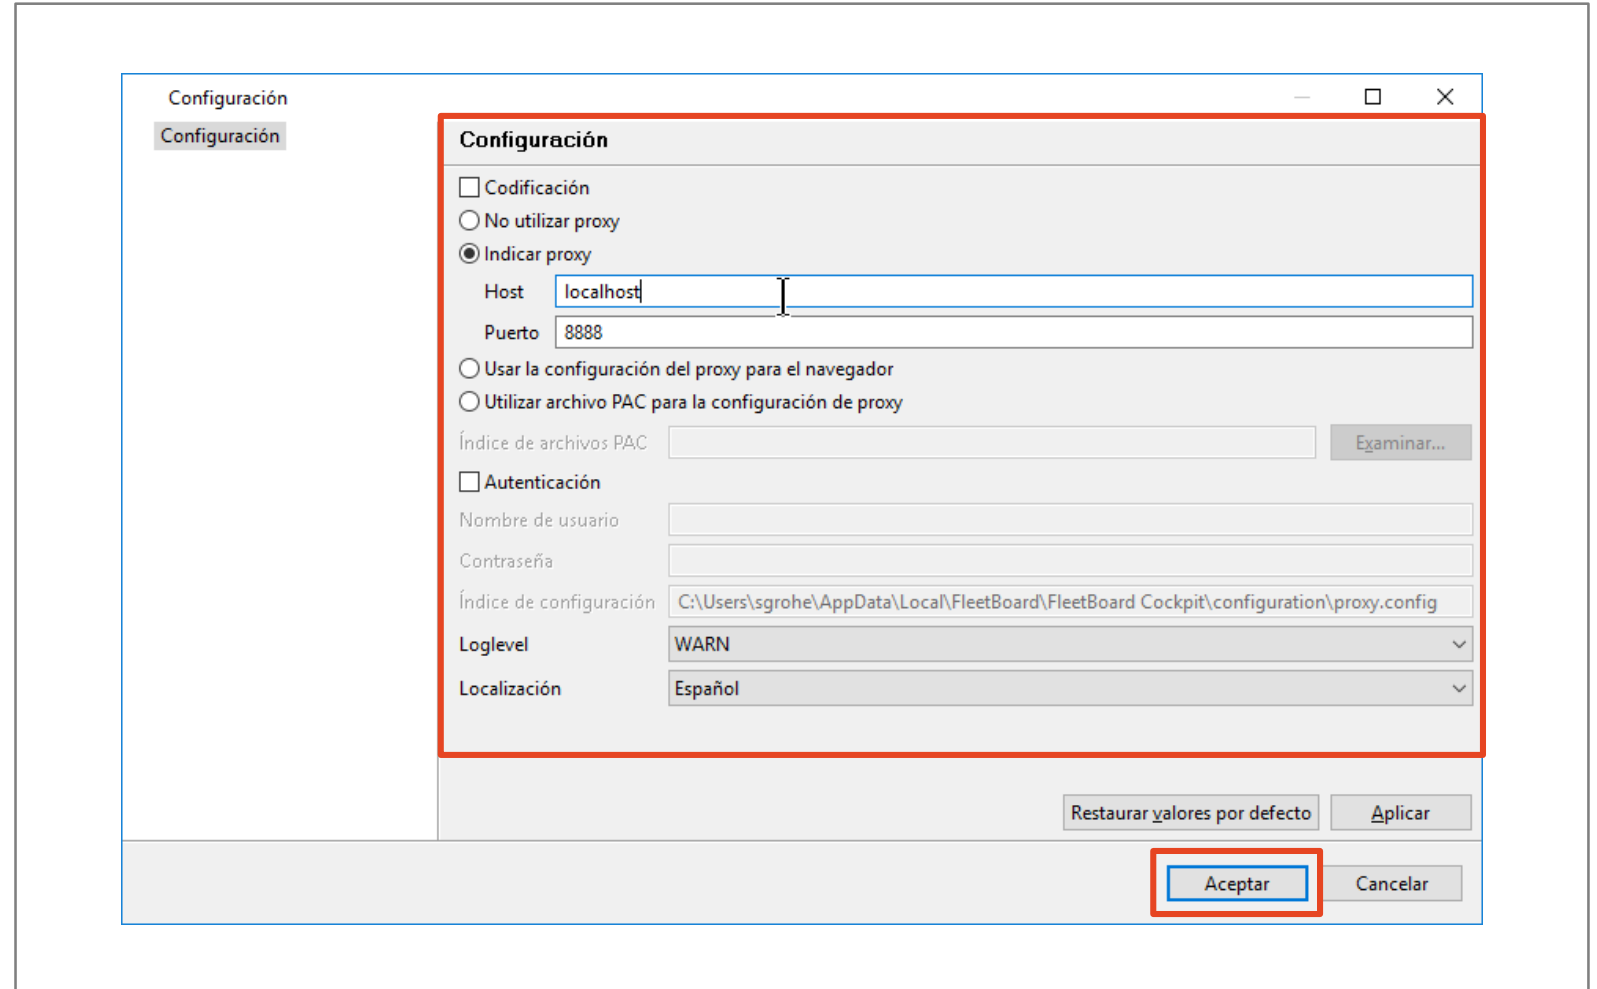 Configuración
Configuración
Configuración
Codificación
No utilizar proxy
Indicar proxy
Host localhost
Puerto 8888
Usar la configuración del proxy para el navegador
Utilizar archivo PAC para la configuración de proxy
Índice de archivos PAC Examinar...
Autenticación
Nombre de usuario
Contraseña
Índice de configuración C:\Users\sgrohe\AppData\Local\FleetBoard\FleetBoard Cockpit\configuration\proxy.config
Loglevel WARN
Localización Español
Restaurar valores por defecto Aplicar
Aceptar Cancelar